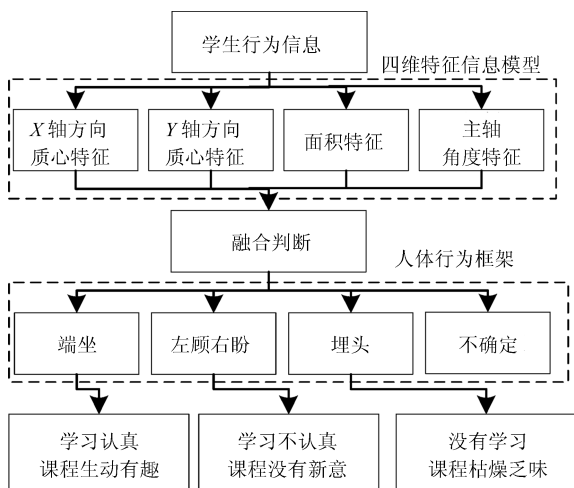 学生行为信息
四维特征信息模型
X轴方向
质心特征
Y轴方向
质心特征
面积特征
主轴
角度特征
融合判断
人体行为框架
端坐
左顾右盼
埋头
不确定
学习认真
课程生动有趣
学习不认真
课程没有新意
没有学习
课程枯燥乏味